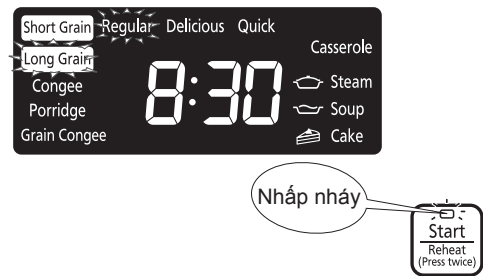 Short Grain Regular Delicious Quick
Casserole
Long Grain
Congee
Porridge
Grain Congee
8:30
Steam
Soup
Cake
Nhấp nháy
Start
Reheat
(Press twice)